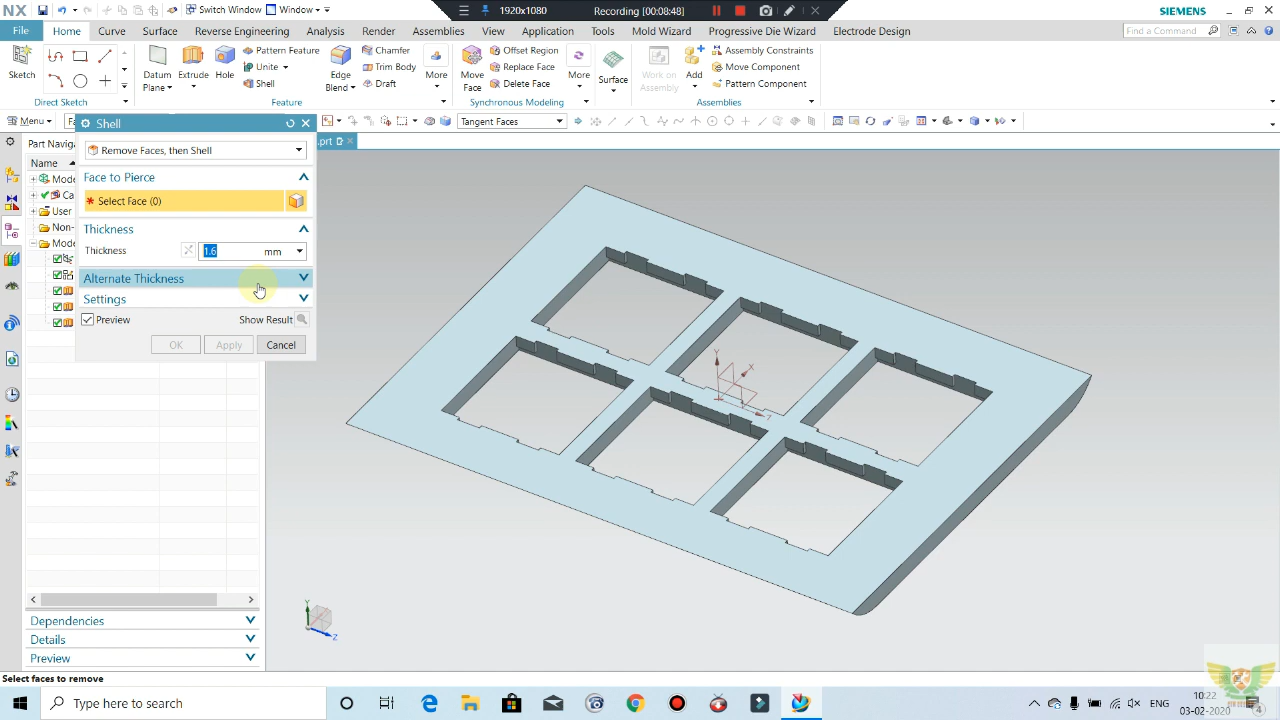 NX
Switch Window
Window
1920x1080
Recording [00:08:48]
SIEMENS
File
Home
Curve
Surface
Reverse Engineering
Analysis
Render
Assemblies
View
Application
Tools
Mold Wizard
Progressive Die Wizard
Electrode Design
Find a Command
Sketch
Direct Sketch
Datum Plane
Extrude
Hole
Pattern Feature
Unite
Shell
Edge Blend
Chamfer
Trim Body
Draft
More
Feature
Move Face
Offset Region
Replace Face
Delete Face
More
Synchronous Modeling
Surface
Work on Assembly
Add
Assembly Constraints
Move Component
Pattern Component
Assemblies
Menu
Tangent Faces
Shell
.prt
Part Navig
Name
Mode
Ca
User
Non-
Mode
Remove Faces, then Shell
Face to Pierce
* Select Face (0)
Thickness
Thickness
1.6
mm
Alternate Thickness
Settings
Preview
Show Result
OK
Apply
Cancel
Y
X
Z
Y
Z
Dependencies
Details
Preview
Select faces to remove
Type here to search
ENG
10:22
03-02-2020
4